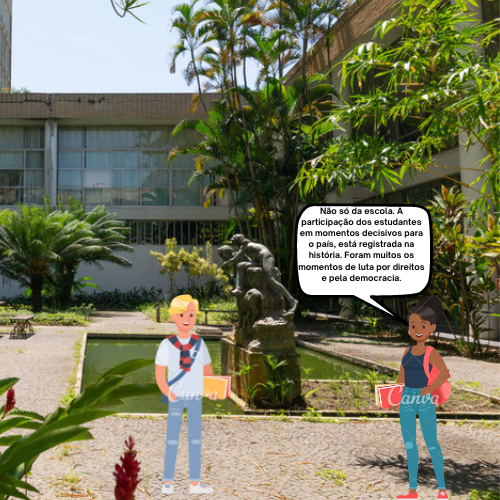 Não só da escola. A
participação dos estudantes
em momentos decisivos para
o país, está registrada na
história. Foram muitos os
momentos de luta por direitos
e pela democracia.
Canva
Canva